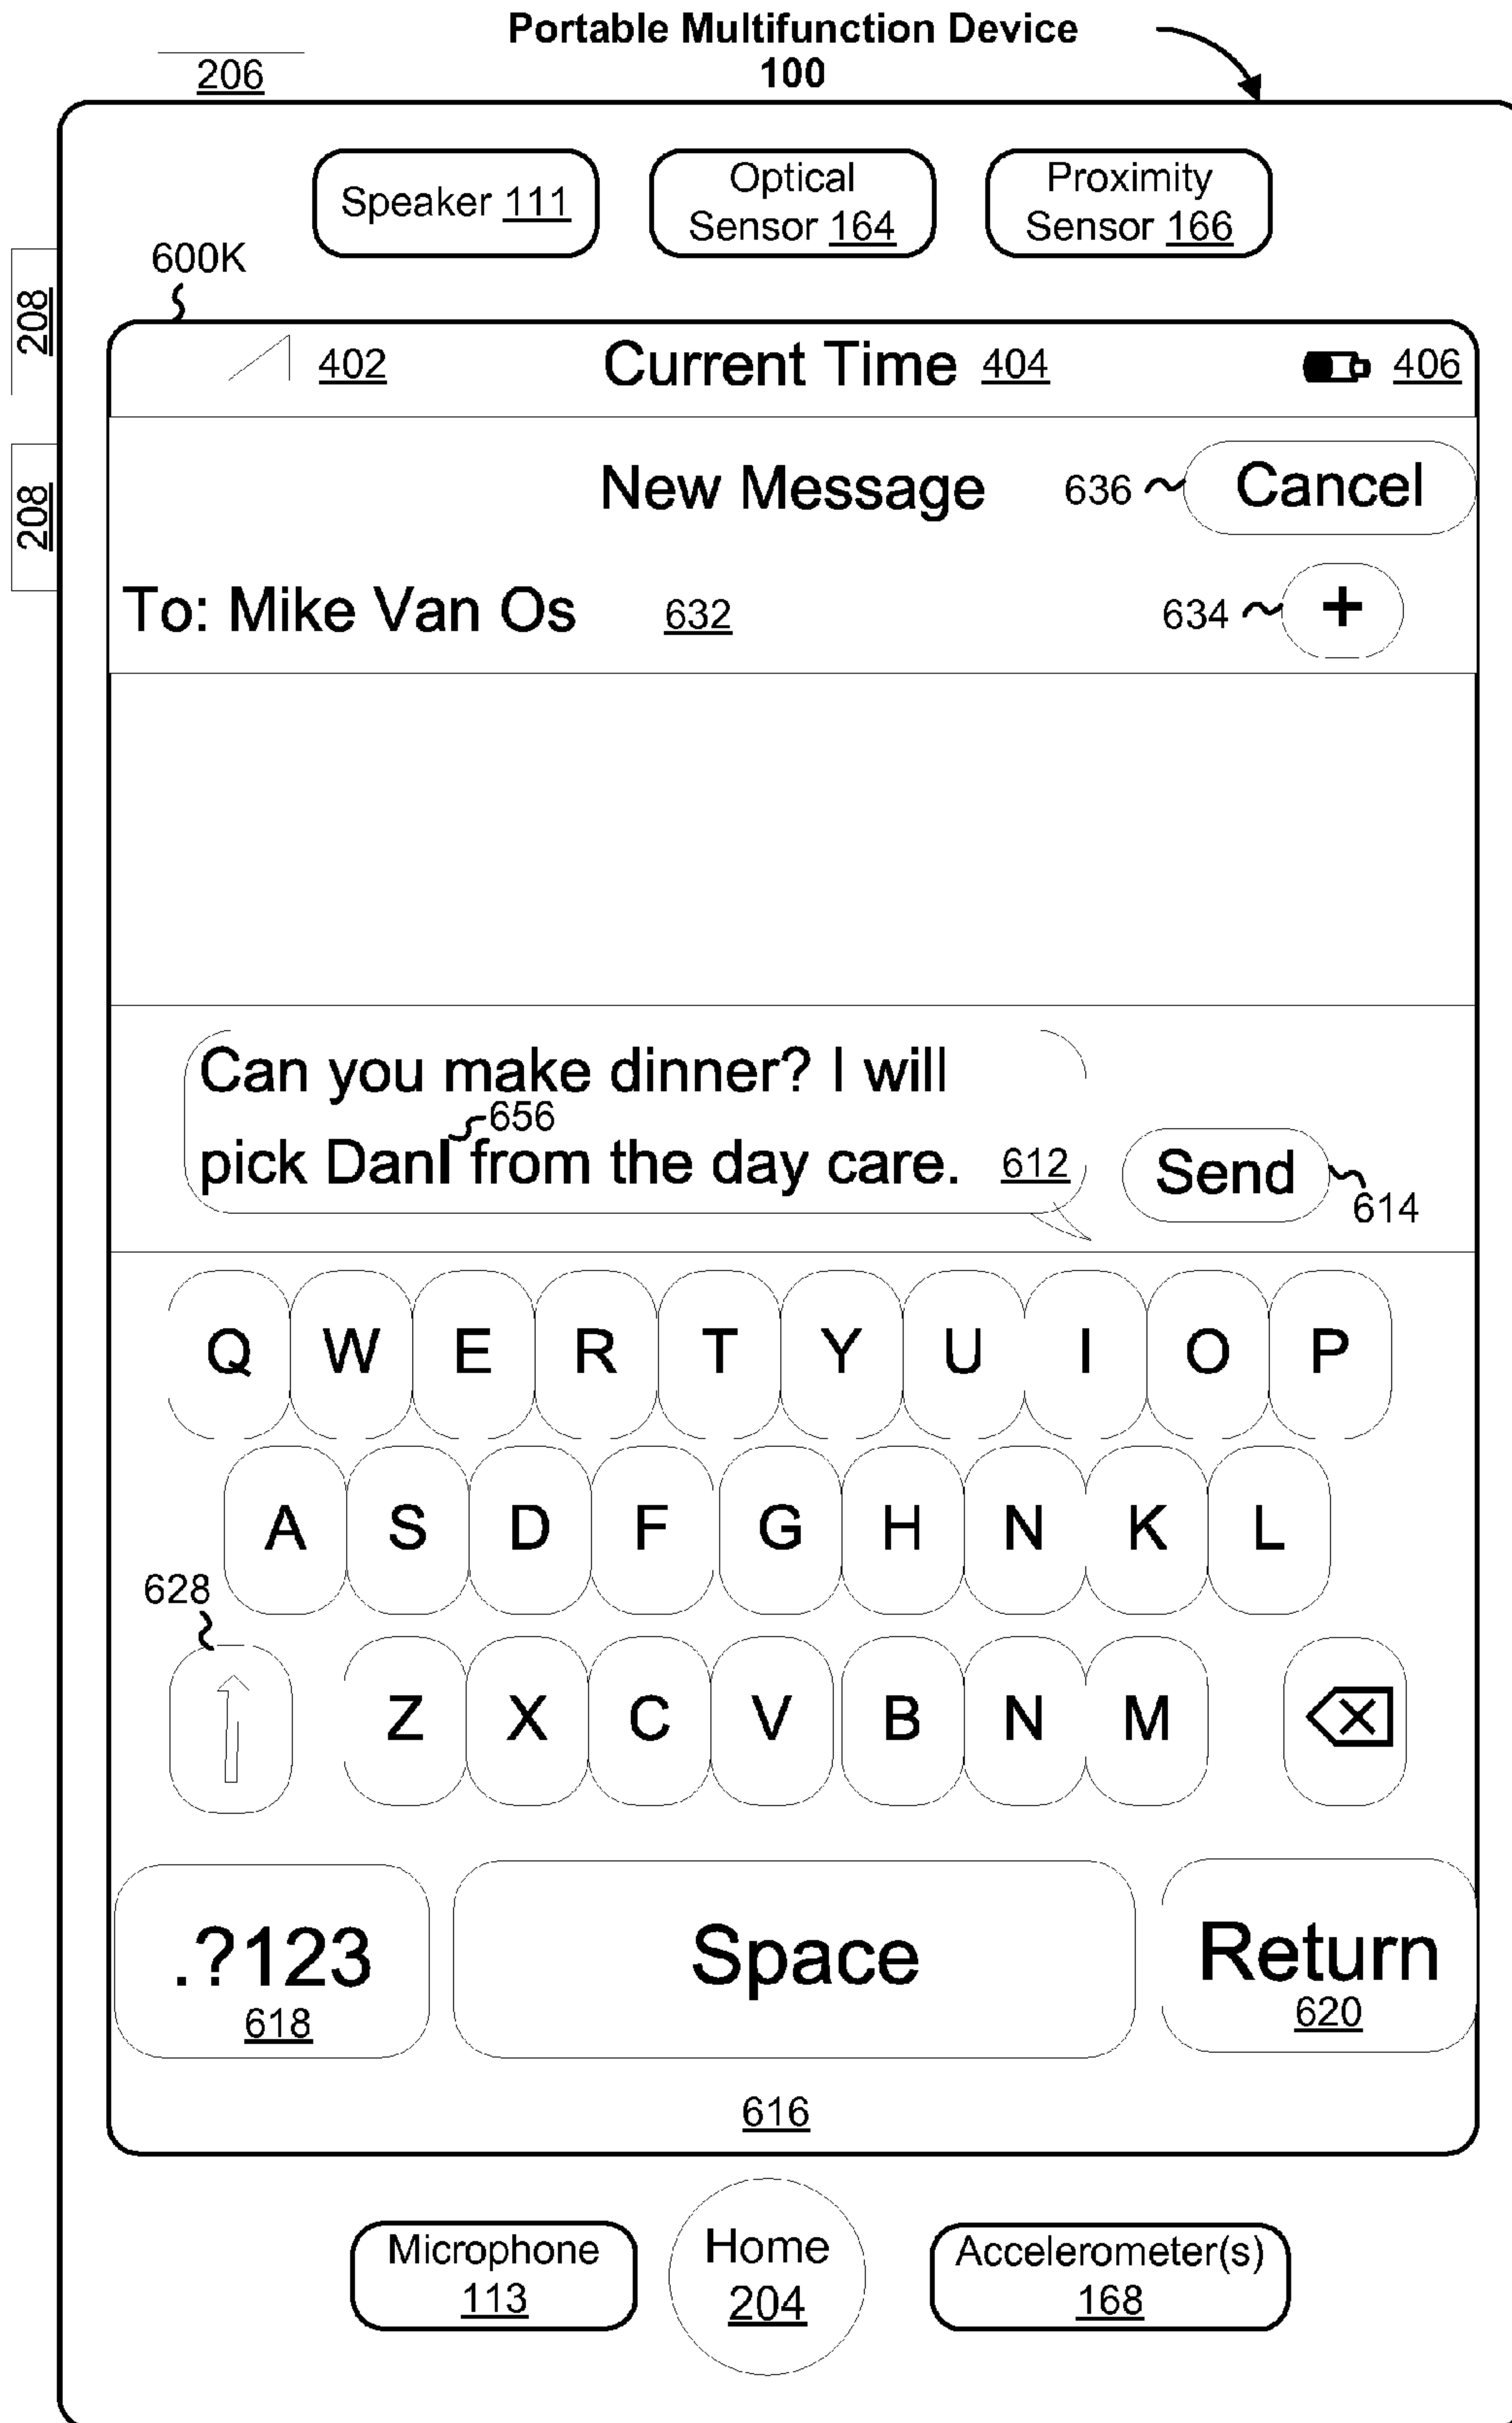 Portable Multifunction Device
100
206
Speaker 111
Optical
Sensor 164
Proximity
Sensor 166
600K
208
208
402
Current Time 404
406
New Message
636
Cancel
To: Mike Van Os
632
634
+
Can you make dinner? I will
656
pick DanI from the day care.
612
Send
614
Q W E R T Y U I O P
A S D F G H N K L
628
Z X C V B N M
.?123
618
Space
Return
620
616
Microphone
113
Home
204
Accelerometer(s)
168